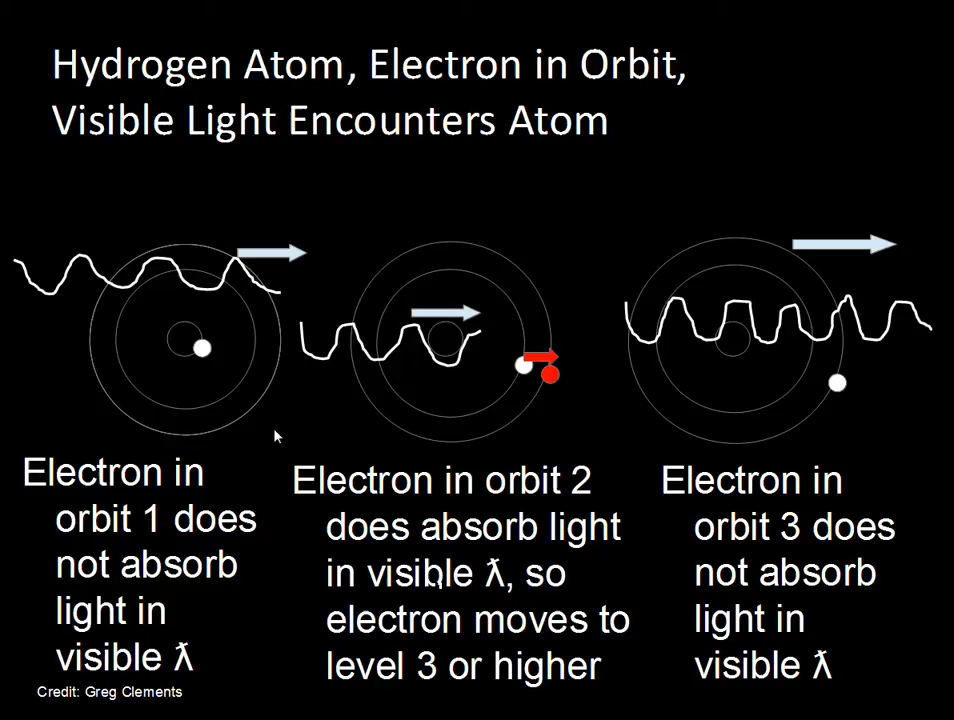 Hydrogen Atom, Electron in Orbit,
Visible Light Encounters Atom
Electron in
orbit 1 does
not absorb
light in
visible ƛ
Electron in orbit 2
does absorb light
in visible ƛ, so
electron moves to
level 3 or higher
Electron in
orbit 3 does
not absorb
light in
visible ƛ
Credit: Greg Clements